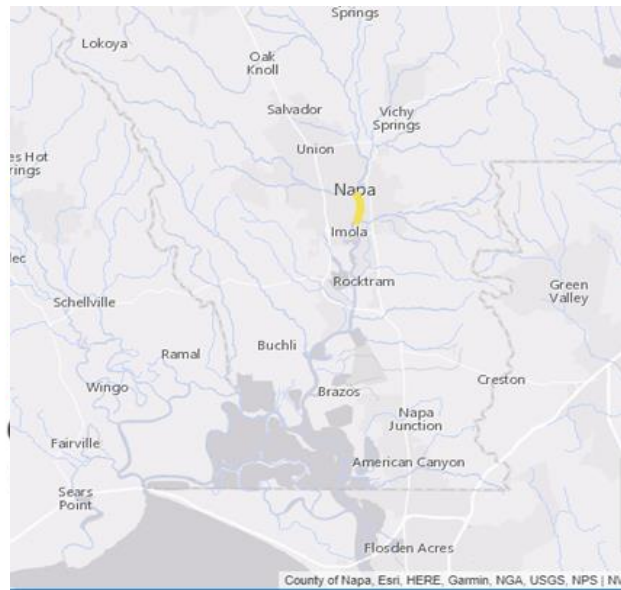 Springs
Lokoya
Oak
Knoll
Salvador
Vichy
Springs
Union
es Hot
rings
Napa
Imola
lec
Rocktram
Green
Valley
Schellville
Buchli
Ramal
Creston
Wingo
Brazos
Napa
Junction
Fairville
American Canyon
Sears
Point
Flosden Acres
County of Napa, Esri, HERE, Garmin, NGA, USGS, NPS | NV